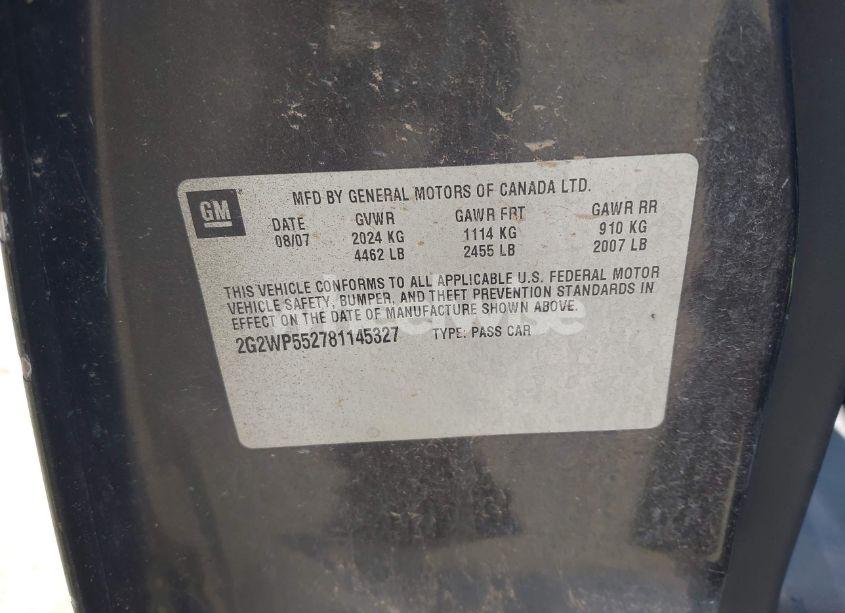 GM
MFD BY GENERAL MOTORS OF CANADA LTD.
DATE GVWR GAWR FRT GAWR RR
08/07 2024 KG 1114 KG 910 KG
4462 LB 2455 LB 2007 LB
THIS VEHICLE CONFORMS TO ALL APPLICABLE U.S. FEDERAL MOTOR
VEHICLE SAFETY, BUMPER, AND THEFT PREVENTION STANDARDS IN
EFFECT ON THE DATE OF MANUFACTURE SHOWN ABOVE.
2G2WP552781145327 TYPE: PASS CAR